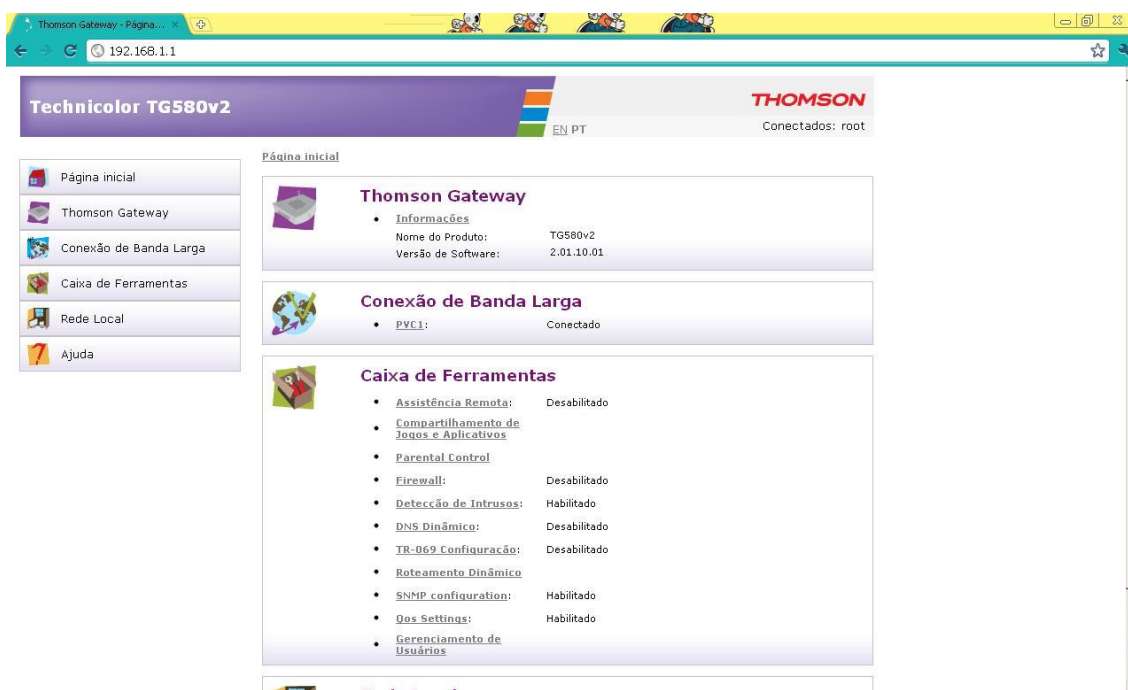 Thomson Gateway - Página...
192.168.1.1
Technicolor TG580v2
THOMSON
EN PT
Conectados: root
Página inicial
Thomson Gateway
Conexão de Banda Larga
Caixa de Ferramentas
Rede Local
Ajuda
Página inicial
Thomson Gateway
Informacões
Nome do Produto: TG580v2
Versão de Software: 2.01.10.01
Conexão de Banda Larga
PVC1: Conectado
Caixa de Ferramentas
Assistência Remota: Desabilitado
Compartilhamento de
Jogos e Aplicativos
Parental Control
Firewall: Desabilitado
Detecção de Intrusos: Habilitado
DNS Dinâmico: Desabilitado
TR-069 Configuracão: Desabilitado
Roteamento Dinâmico
SNMP configuration: Habilitado
Qos Settings: Habilitado
Gerenciamento de
Usuários